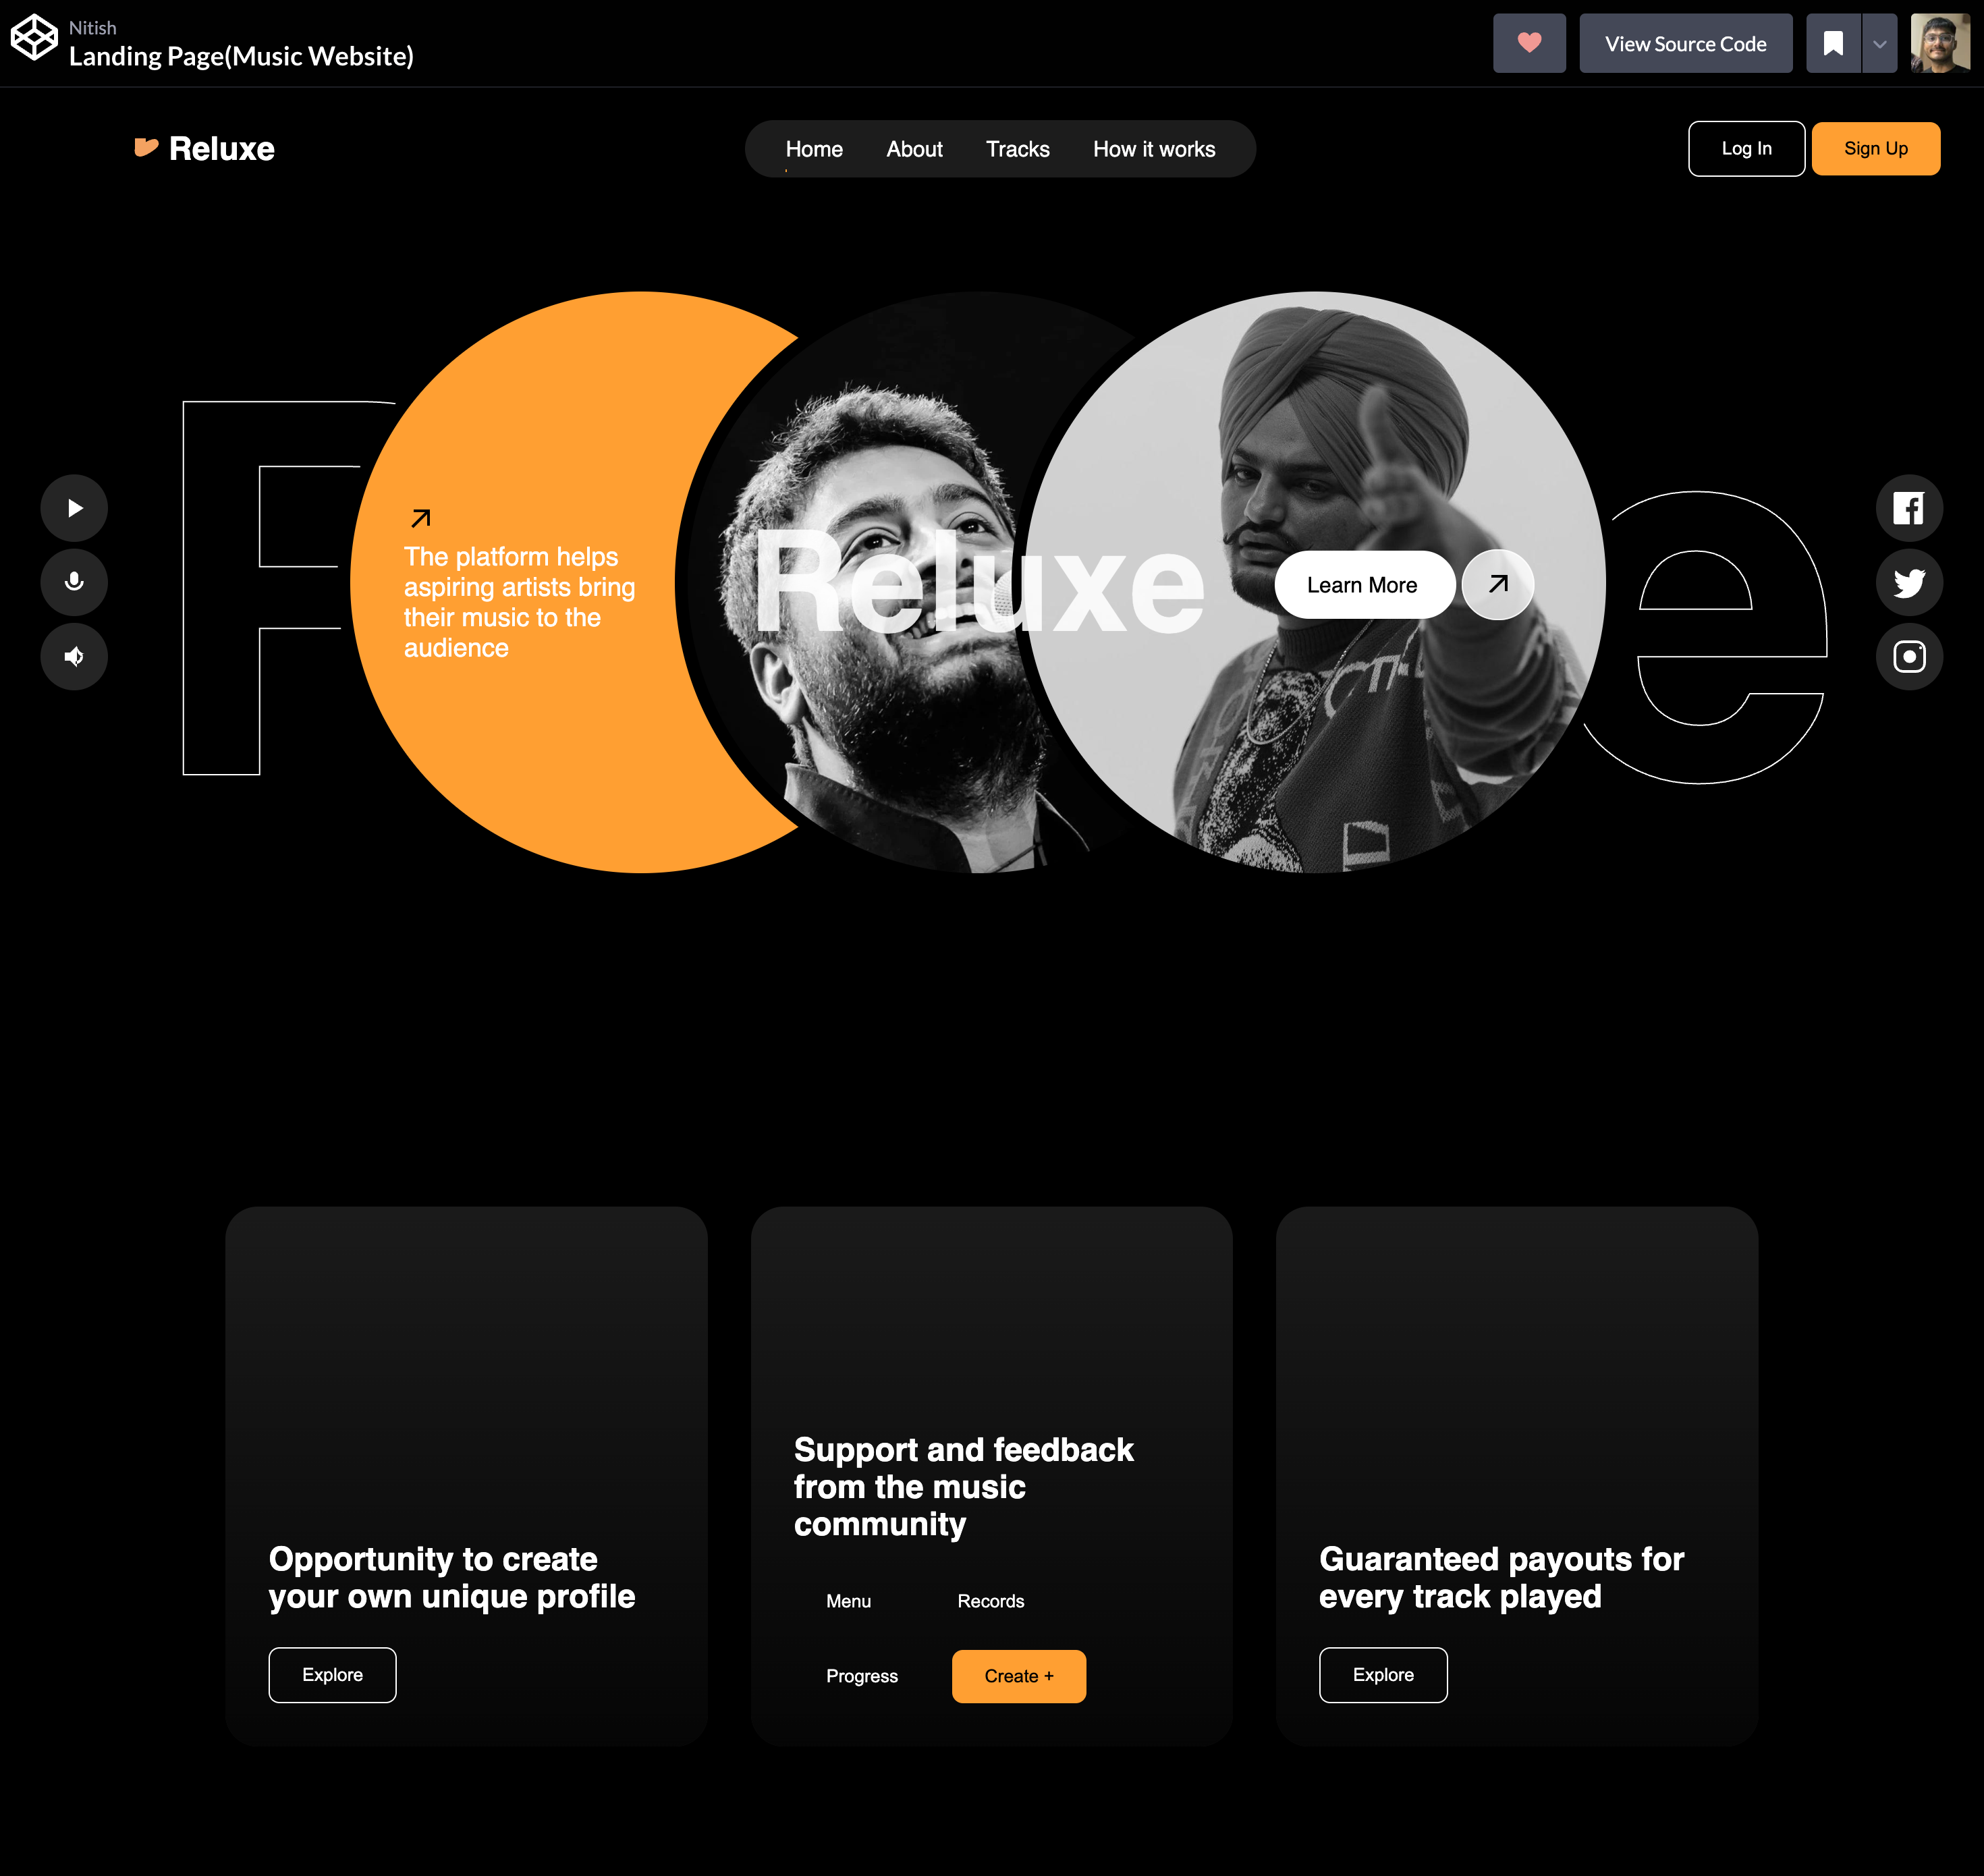 Nitish
Landing Page(Music Website)
View Source Code
Reluxe
Home
About
Tracks
How it works
Log In
Sign Up
The platform helps
aspiring artists bring
their music to the
audience
Reluxe
Learn More
e
Support and feedback
from the music
community
Opportunity to create
your own unique profile
Guaranteed payouts for
every track played
Menu
Records
Explore
Progress
Create +
Explore